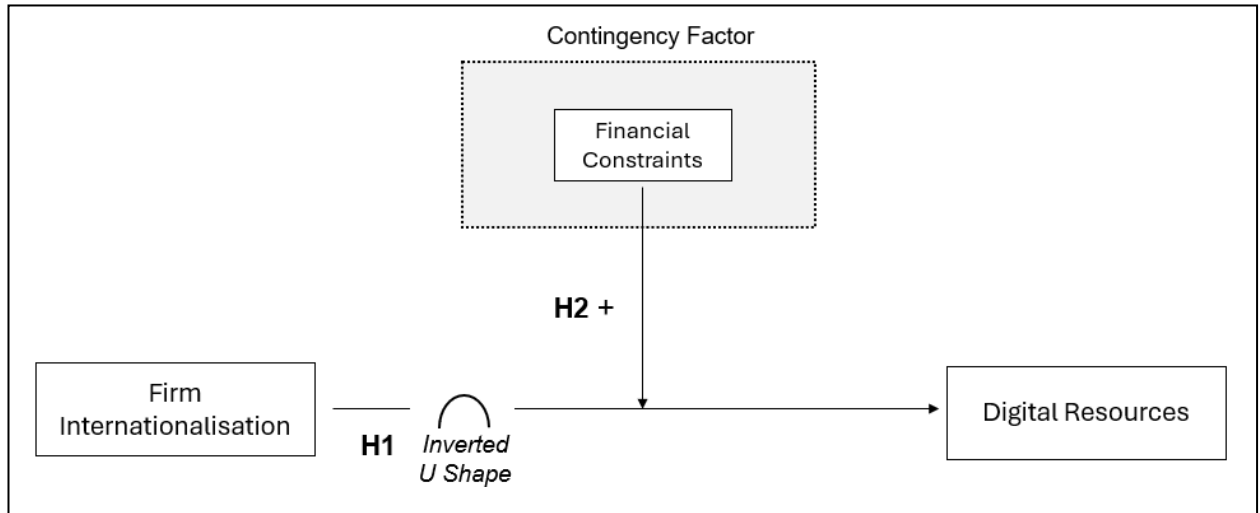 Contingency Factor
Financial
Constraints
H2 +
Firm
Internationalisation
H1
Inverted
U Shape
Digital Resources